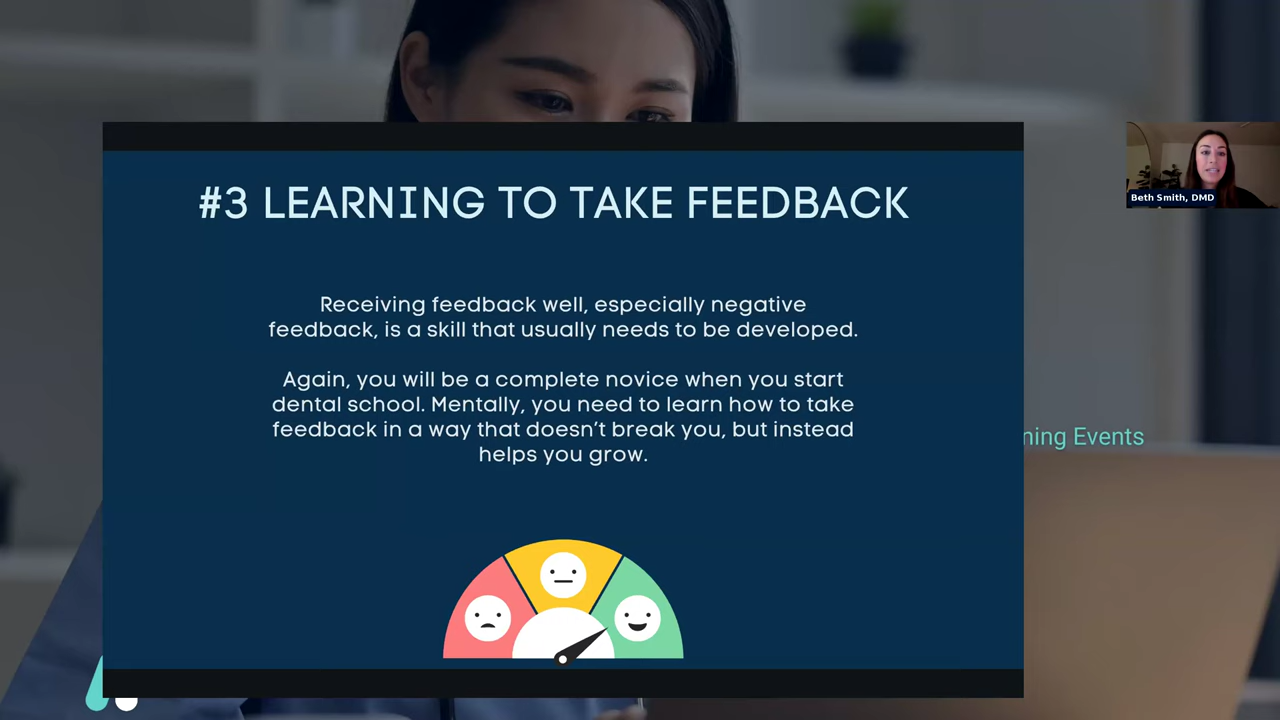 #3 LEARNING TO TAKE FEEDBACK
Receiving feedback well, especially negative
feedback, is a skill that usually needs to be developed.
Again, you will be a complete novice when you start
dental school. Mentally, you need to learn how to take
feedback in a way that doesn't break you, but instead
helps you grow.
Beth Smith, DMD
ning Events